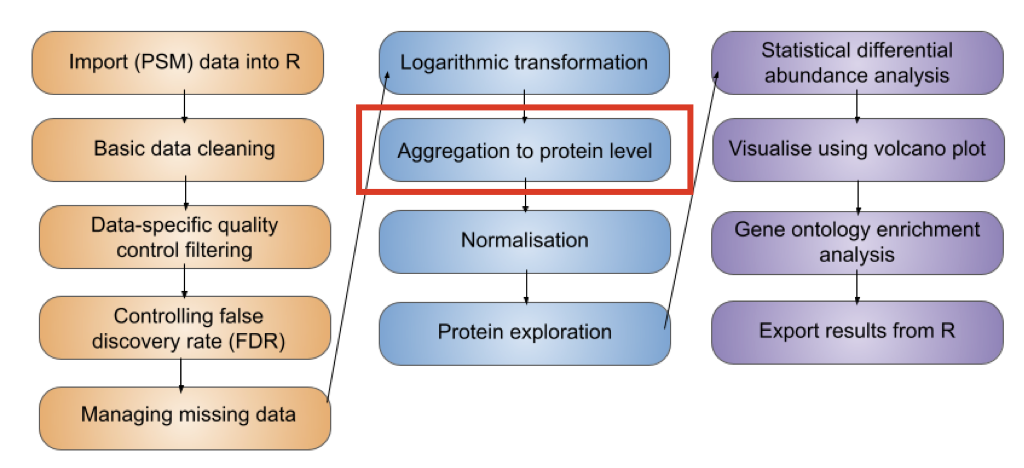 Import (PSM) data into R
Basic data cleaning
Data-specific quality
control filtering
Controlling false
discovery rate (FDR)
Managing missing data
Logarithmic transformation
Aggregation to protein level
Normalisation
Protein exploration
Statistical differential
abundance analysis
Visualise using volcano plot
Gene ontology enrichment
analysis
Export results from R